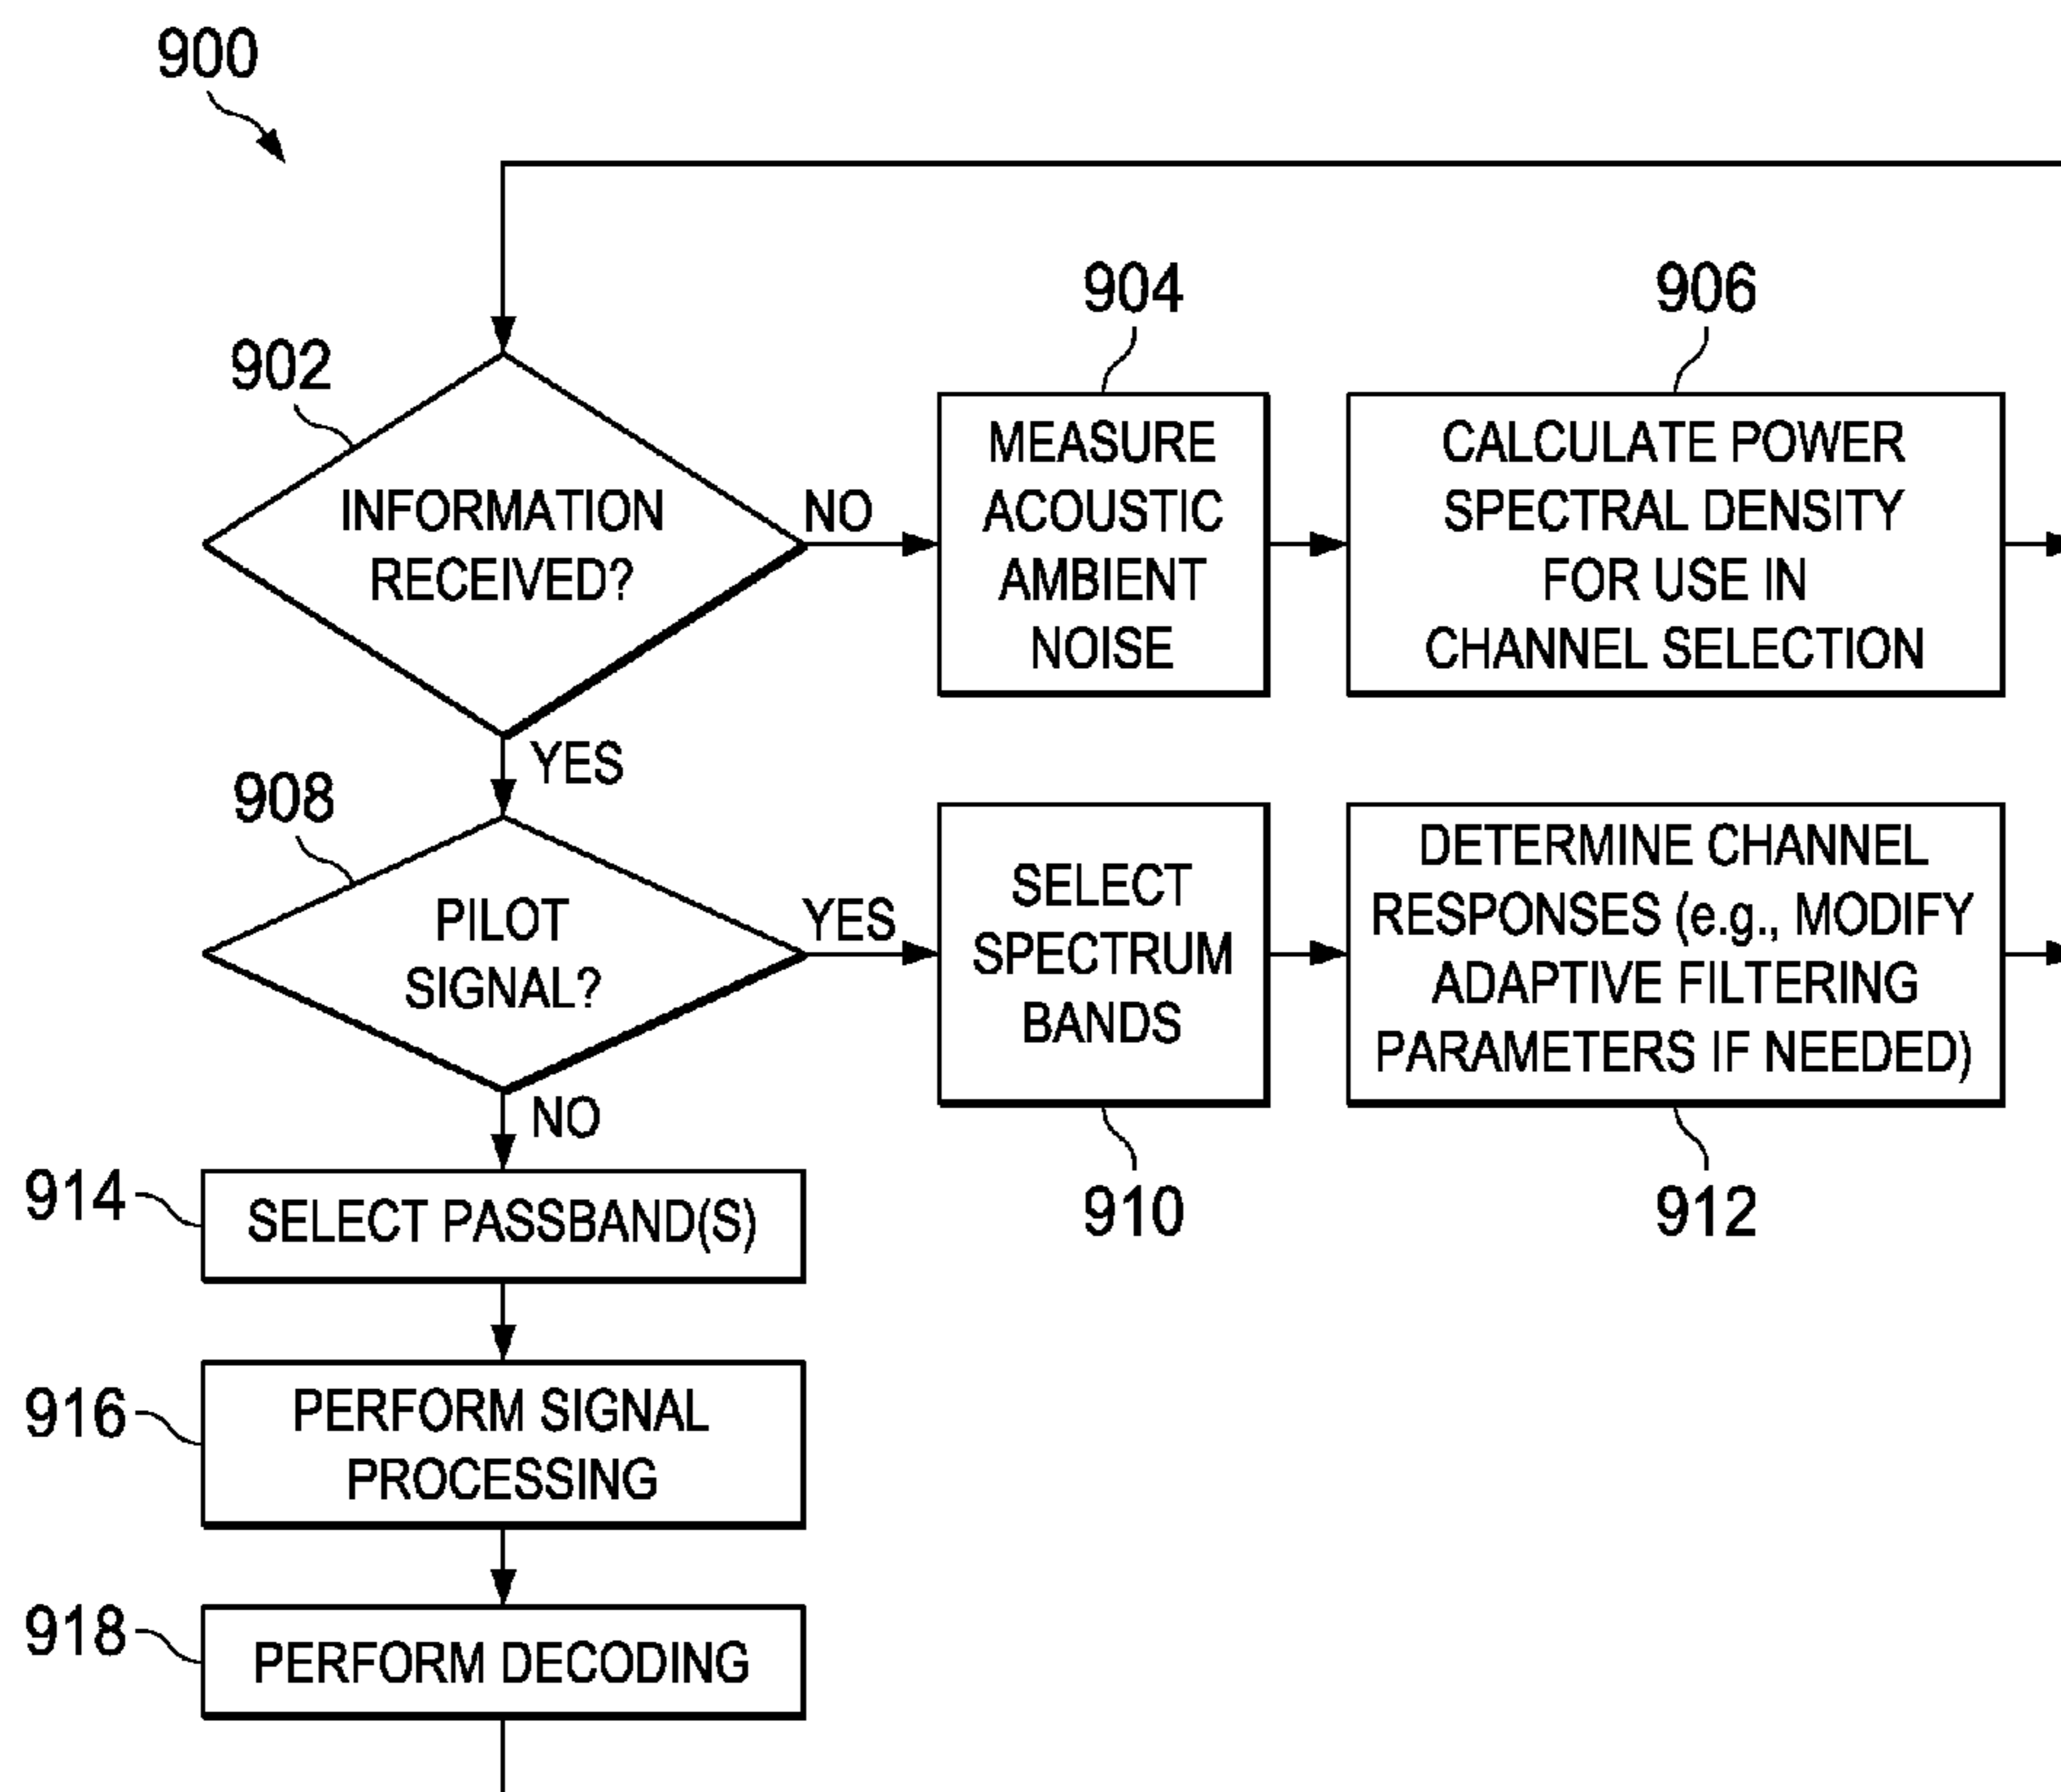 900
902
INFORMATION
RECEIVED?
NO
904
MEASURE
ACOUSTIC
AMBIENT
NOISE
906
CALCULATE POWER
SPECTRAL DENSITY
FOR USE IN
CHANNEL SELECTION
YES
908
PILOT
SIGNAL?
YES
SELECT
SPECTRUM
BANDS
910
DETERMINE CHANNEL
RESPONSES (e.g., MODIFY
ADAPTIVE FILTERING
PARAMETERS IF NEEDED)
912
NO
914
SELECT PASSBAND(S)
916
PERFORM SIGNAL
PROCESSING
918
PERFORM DECODING